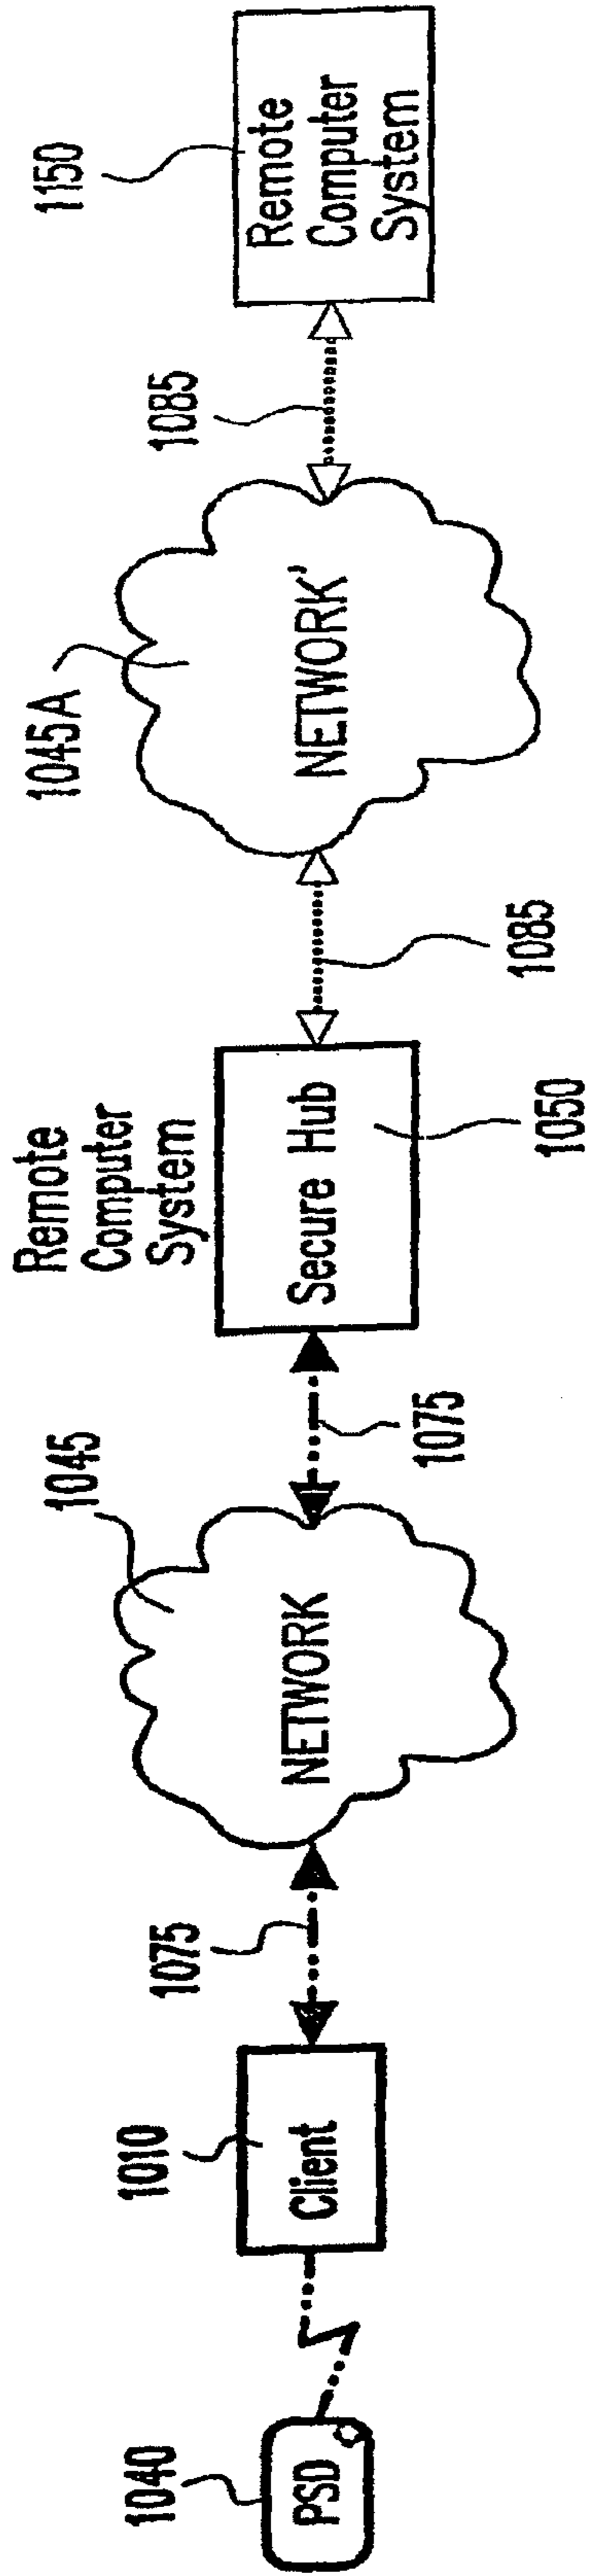 1040
PSD
1010
Client
1075
1045
NETWORK
1075
Remote
Computer
System
Secure Hub
1050
1085
1045A
NETWORK'
1085
1150
Remote
Computer
System